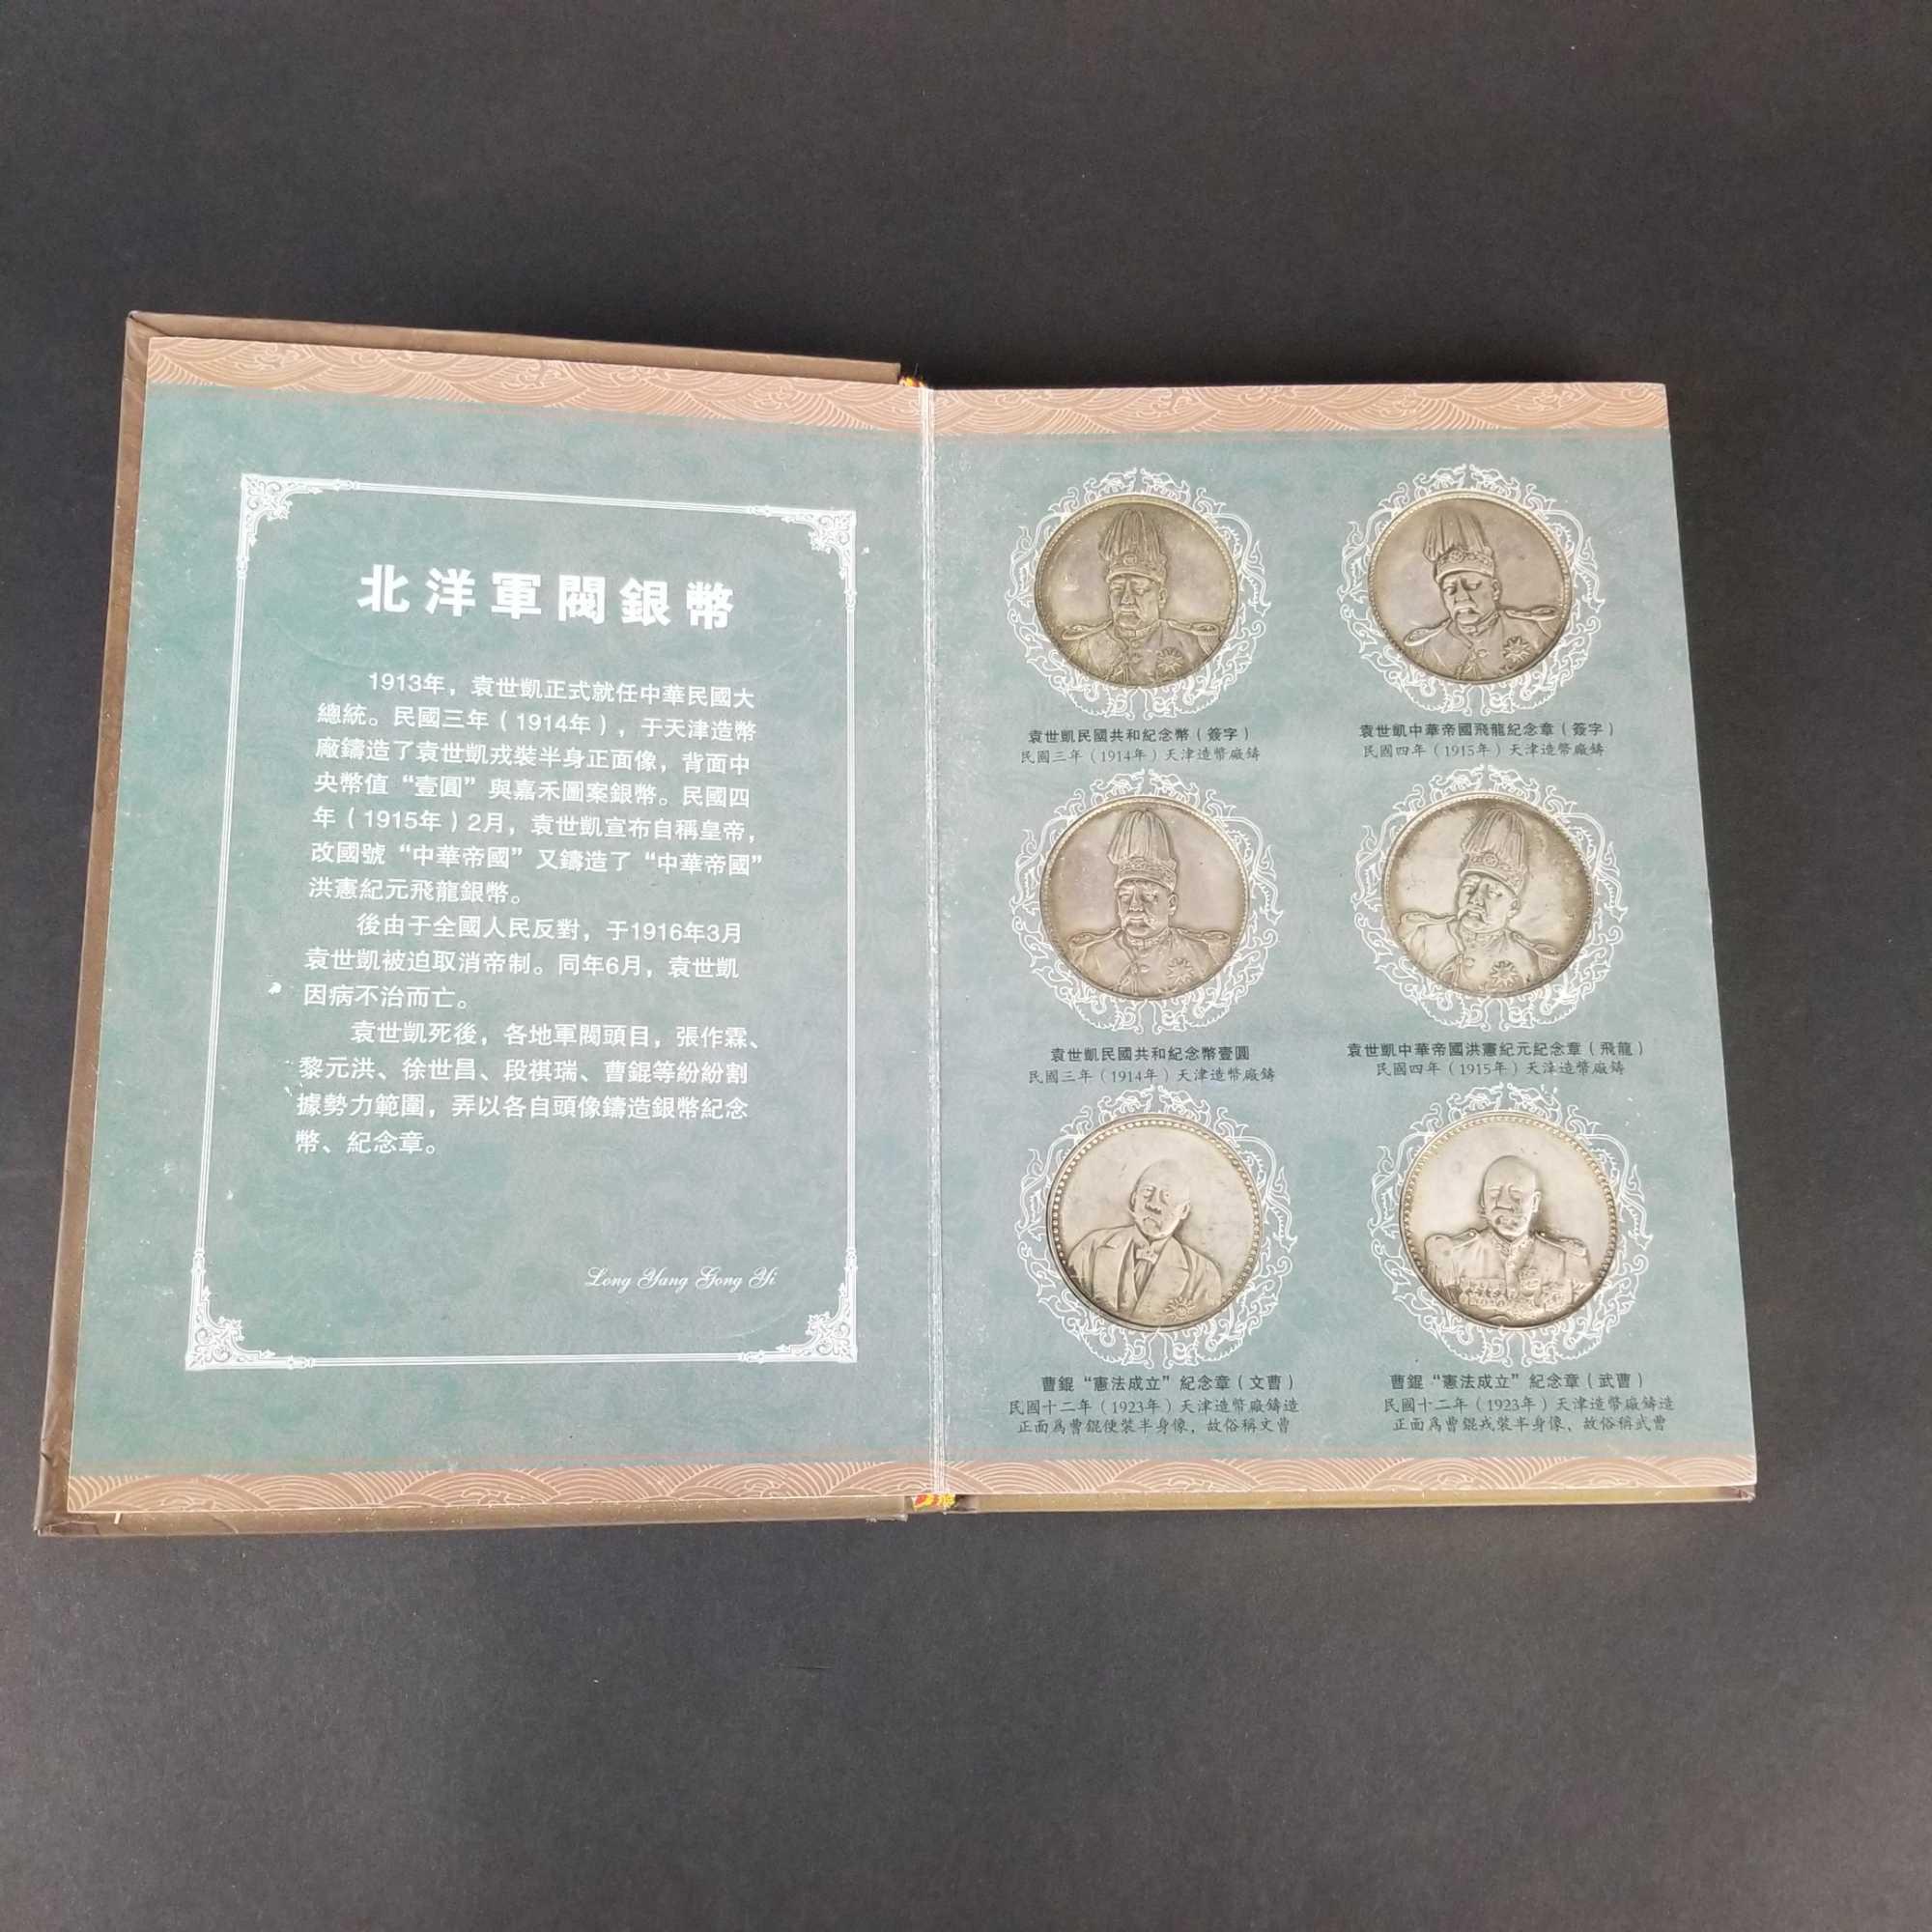 北洋軍閥銀幣
1913年，袁世凱正式就任中華民國大
總統。民國三年（1914年），于天津造幣
廠鑄造了袁世凱戎裝半身正面像，背面中
央幣值“壹圓”與嘉禾圖案銀幣。民國四
年（1915年）2月，袁世凱宣布自稱皇帝，
改國號“中華帝國”又鑄造了“中華帝國”
洪憲紀元飛龍銀幣。
後由于全國人民反對，于1916年3月
袁世凱被迫取消帝制。同年6月，袁世凱
因病不治而亡。
袁世凱死後，各地軍閥頭目，張作霖、
黎元洪、徐世昌、段祺瑞、曹錕等紛紛割
據勢力範圍，弄以各自頭像鑄造銀幣紀念
幣、紀念章。
Long Yang Gong Yi
袁世凱民國共和紀念幣（簽字）
民國三年（1914年）天津造幣廠鑄
袁世凱中華帝國飛龍紀念章（簽字）
民國四年（1915年）天津造幣廠鑄
袁世凱民國共和紀念幣壹圓
民國三年（1914年）天津造幣廠鑄
袁世凱中華帝國洪憲紀元紀念章（飛龍）
民國四年（1915年）天津造幣廠鑄
曹錕“憲法成立”紀念章（文曹）
民國十二年（1923年）天津造幣廠鑄造
正面爲曹錕便裝半身像，故俗稱文曹
曹錕“憲法成立”紀念章（武曹）
民國十二年（1923年）天津造幣廠鑄造
正面爲曹錕戎裝半身像，故俗稱武曹